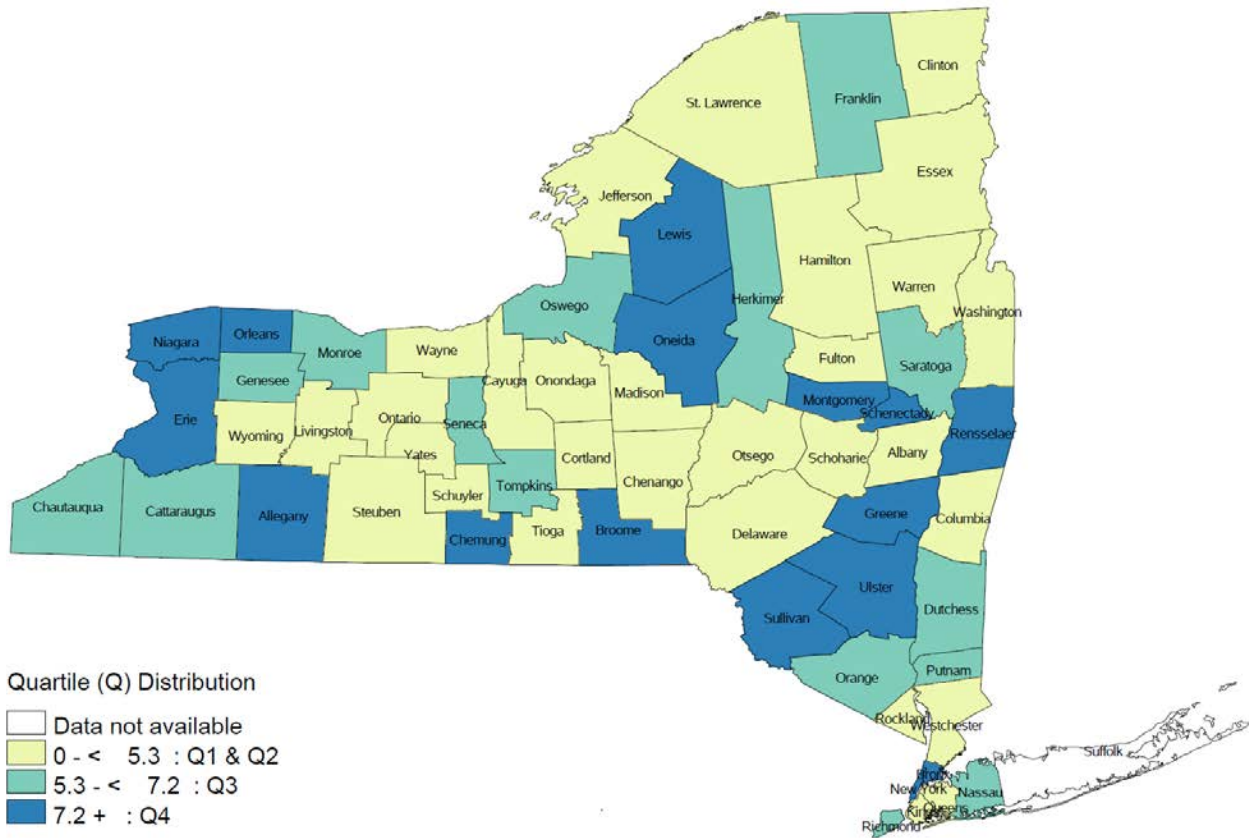 Clinton
Franklin
St. Lawrence
Essex
Jefferson
Lewis
Hamilton
Warren
Washington
Herkimer
Oswego
Oneida
Fulton
Saratoga
Niagara
Orleans
Monroe
Wayne
Cayuga
Onondaga
Madison
Genesee
Montgomery
Schenectady
Rensselaer
Erie
Wyoming
Livingston
Ontario
Seneca
Yates
Cortland
Chenango
Otsego
Schoharie
Albany
Chautauqua
Cattaraugus
Allegany
Steuben
Schuyler
Tompkins
Chemung
Tioga
Broome
Delaware
Greene
Columbia
Ulster
Sullivan
Dutchess
Putnam
Orange
Rockland
Westchester
Suffolk
Bronx
New York
Nassau
Queens
Kings
Richmond
Quartile (Q) Distribution
Data not available
0 - < 5.3 : Q1 & Q2
5.3 - < 7.2 : Q3
7.2 + : Q4